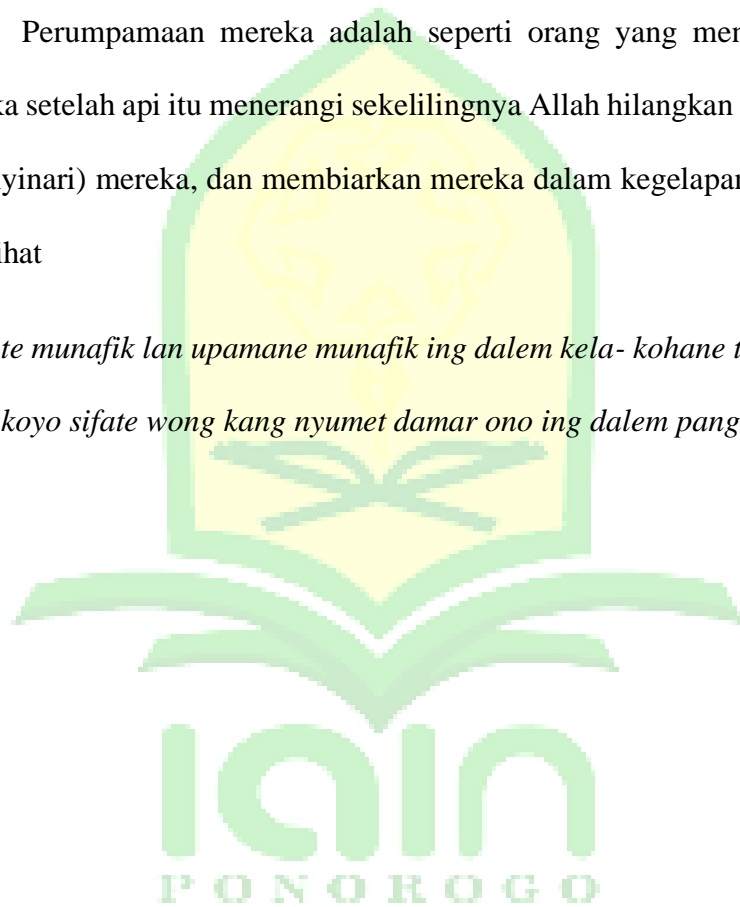 Perumpamaan mereka adalah seperti orang yang mer
ka setelah api itu menerangi sekelilingnya Allah hilangkan
yinari) mereka, dan membiarkan mereka dalam kegelapan
ihat
te munafik lan upamane munafik ing dalem kela- kohane t
koyo sifate wong kang nyumet damar ono ing dalem pang
iain
PONOROGO